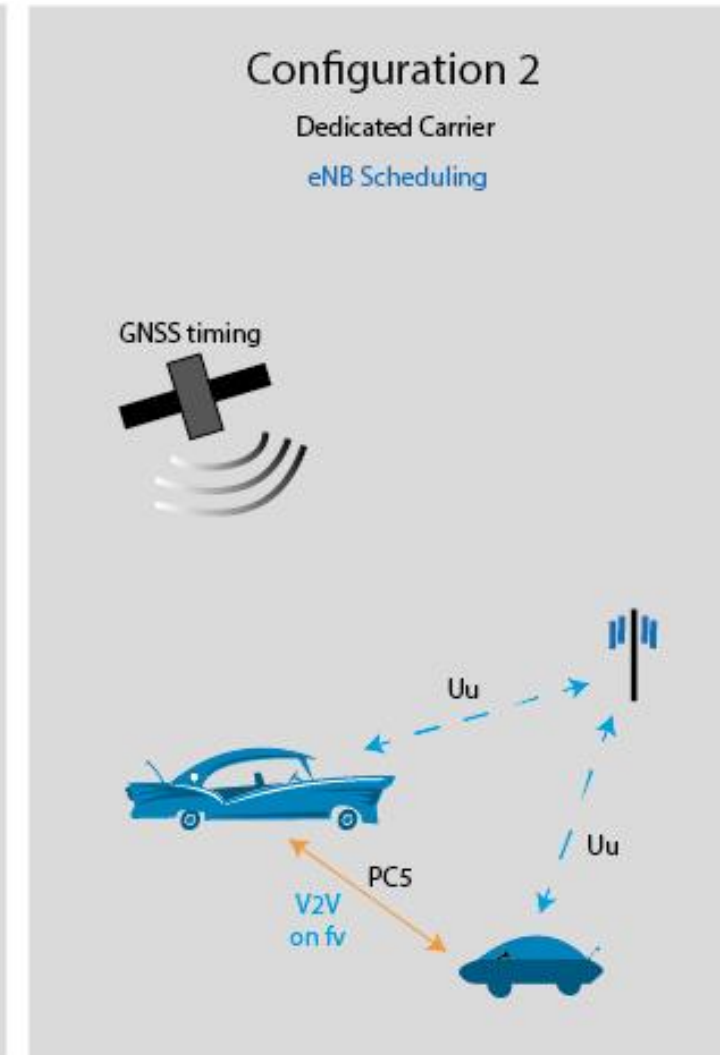 Configuration 2
Dedicated Carrier
eNB Scheduling
GNSS timing
Uu
Uu
PC5
V2V
on fv